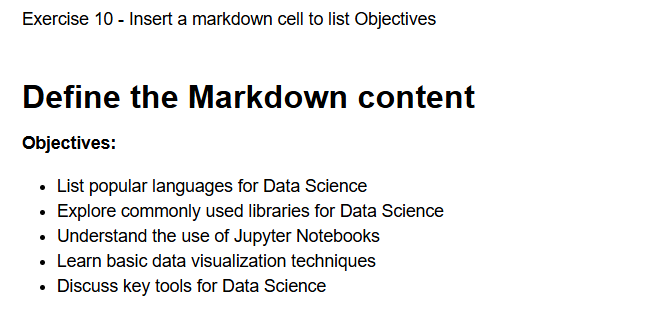 Exercise 10 - Insert a markdown cell to list Objectives
Define the Markdown content
Objectives:
• List popular languages for Data Science
• Explore commonly used libraries for Data Science
• Understand the use of Jupyter Notebooks
• Learn basic data visualization techniques
• Discuss key tools for Data Science